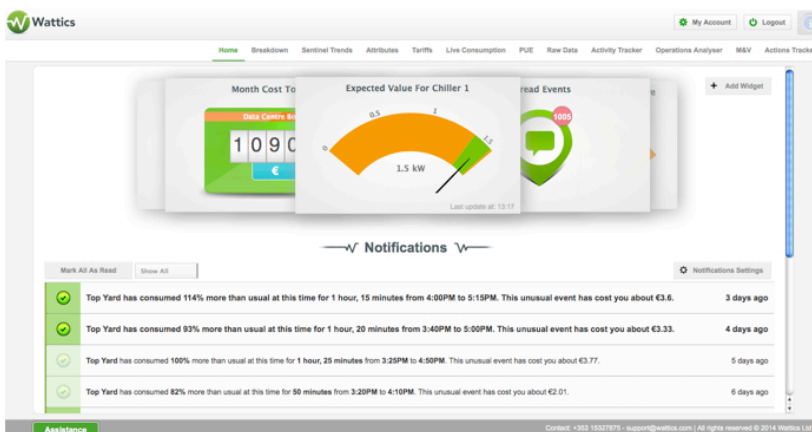 Wattics
My Account
Logout
Home Breakdown Sentinel Trends Attributes Tariffs Live Consumption PUE Raw Data Activity Tracker Operations Analyser M&V Actions Tracke
Month Cost To
Expected Value For Chiller 1
read Events
+ Add Widget
Data Centre Bo
1 0 9 0
€
0 0.5 1 1.5
1.5 kW
Last update at: 13:17
1005
Notifications
Mark All As Read
Show All
Notifications Settings
Top Yard has consumed 114% more than usual at this time for 1 hour, 15 minutes from 4:00PM to 5:15PM. This unusual event has cost you about €3.6. 3 days ago
Top Yard has consumed 93% more than usual at this time for 1 hour, 20 minutes from 3:40PM to 5:00PM. This unusual event has cost you about €3.33. 4 days ago
Top Yard has consumed 100% more than usual at this time for 1 hour, 25 minutes from 3:25PM to 4:50PM. This unusual event has cost you about €3.77. 5 days ago
Top Yard has consumed 82% more than usual at this time for 50 minutes from 3:20PM to 4:10PM. This unusual event has cost you about €2.01. 6 days ago
Assistance
Contact: +353 15327875 - support@wattics.com | All rights reserved © 2014 Wattics Ltd